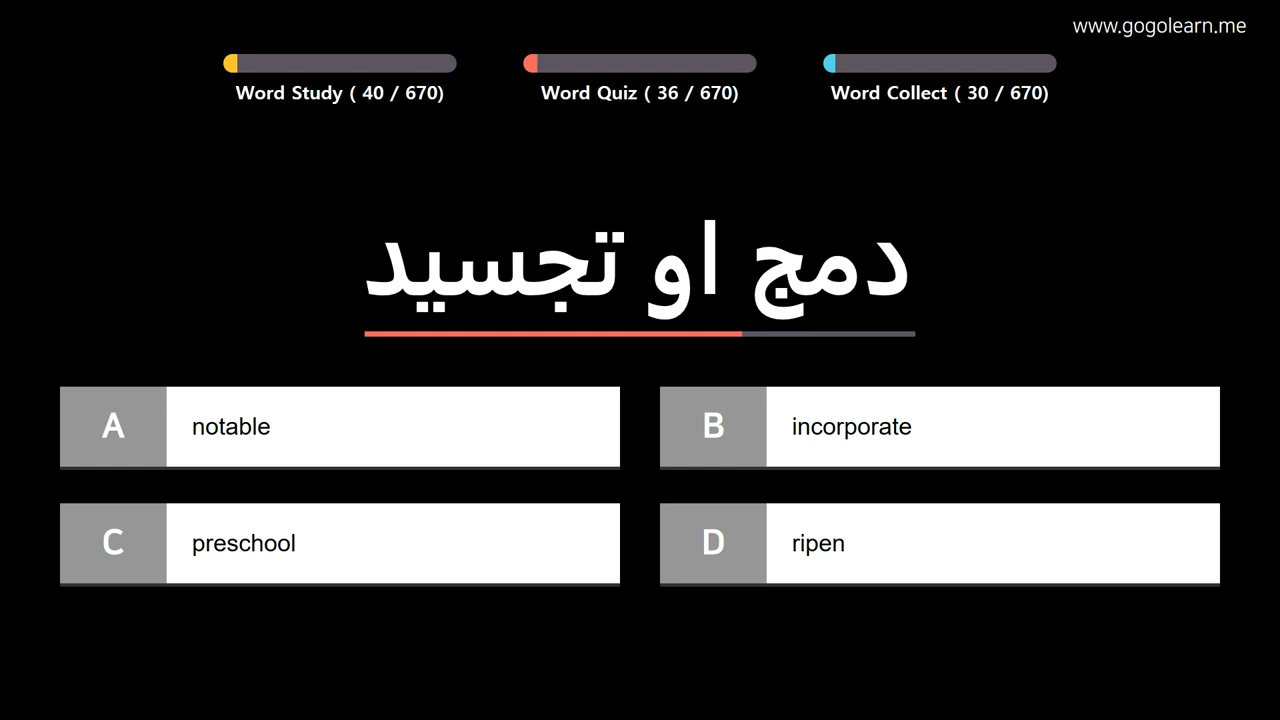 www.gogolearn.me
Word Study ( 40 / 670)
Word Quiz ( 36 / 670)
Word Collect ( 30 / 670)
دمج او تجسيد
A notable
B incorporate
C preschool
D ripen